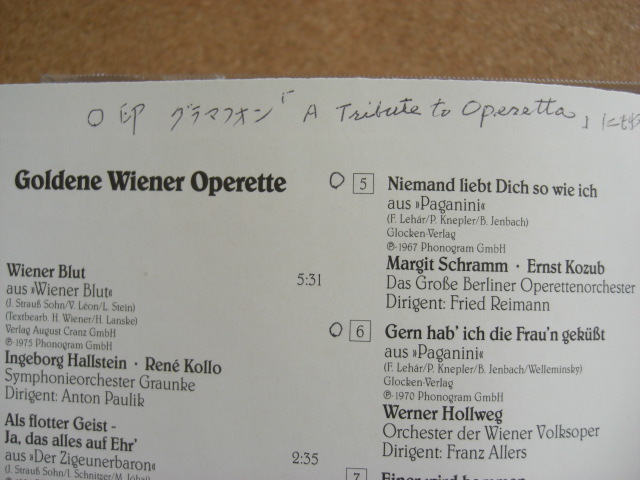 ○印 グラマフォン「A Tribute to Operetta」にも
Goldene Wiener Operette
Wiener Blut 5:31
aus »Wiener Blut«
(J. Strauß Sohn/V. Léon/L. Stein)
(Textbearb. H. Wiener/H. Lanske)
Verlag August Cranz GmbH
℗ 1975 Phonogram GmbH
Ingeborg Hallstein · René Kollo
Symphonieorchester Graunke
Dirigent: Anton Paulik
Als flotter Geist -
Ja, das alles auf Ehr'
aus »Der Zigeunerbaron« 2:35
(J. Strauß Sohn/I. Schnitzer/M. Jókai)
○ 5 Niemand liebt Dich so wie ich
aus »Paganini«
(F. Lehár/P. Knepler/B. Jenbach)
Glocken-Verlag
℗ 1967 Phonogram GmbH
Margit Schramm · Ernst Kozub
Das Große Berliner Operettenorchester
Dirigent: Fried Reimann
○ 6 Gern hab' ich die Frau'n geküßt
aus »Paganini«
(F. Lehár/P. Knepler/B. Jenbach/Welleminsky)
Glocken-Verlag
℗ 1970 Phonogram GmbH
Werner Hollweg
Orchester der Wiener Volksoper
Dirigent: Franz Allers
7